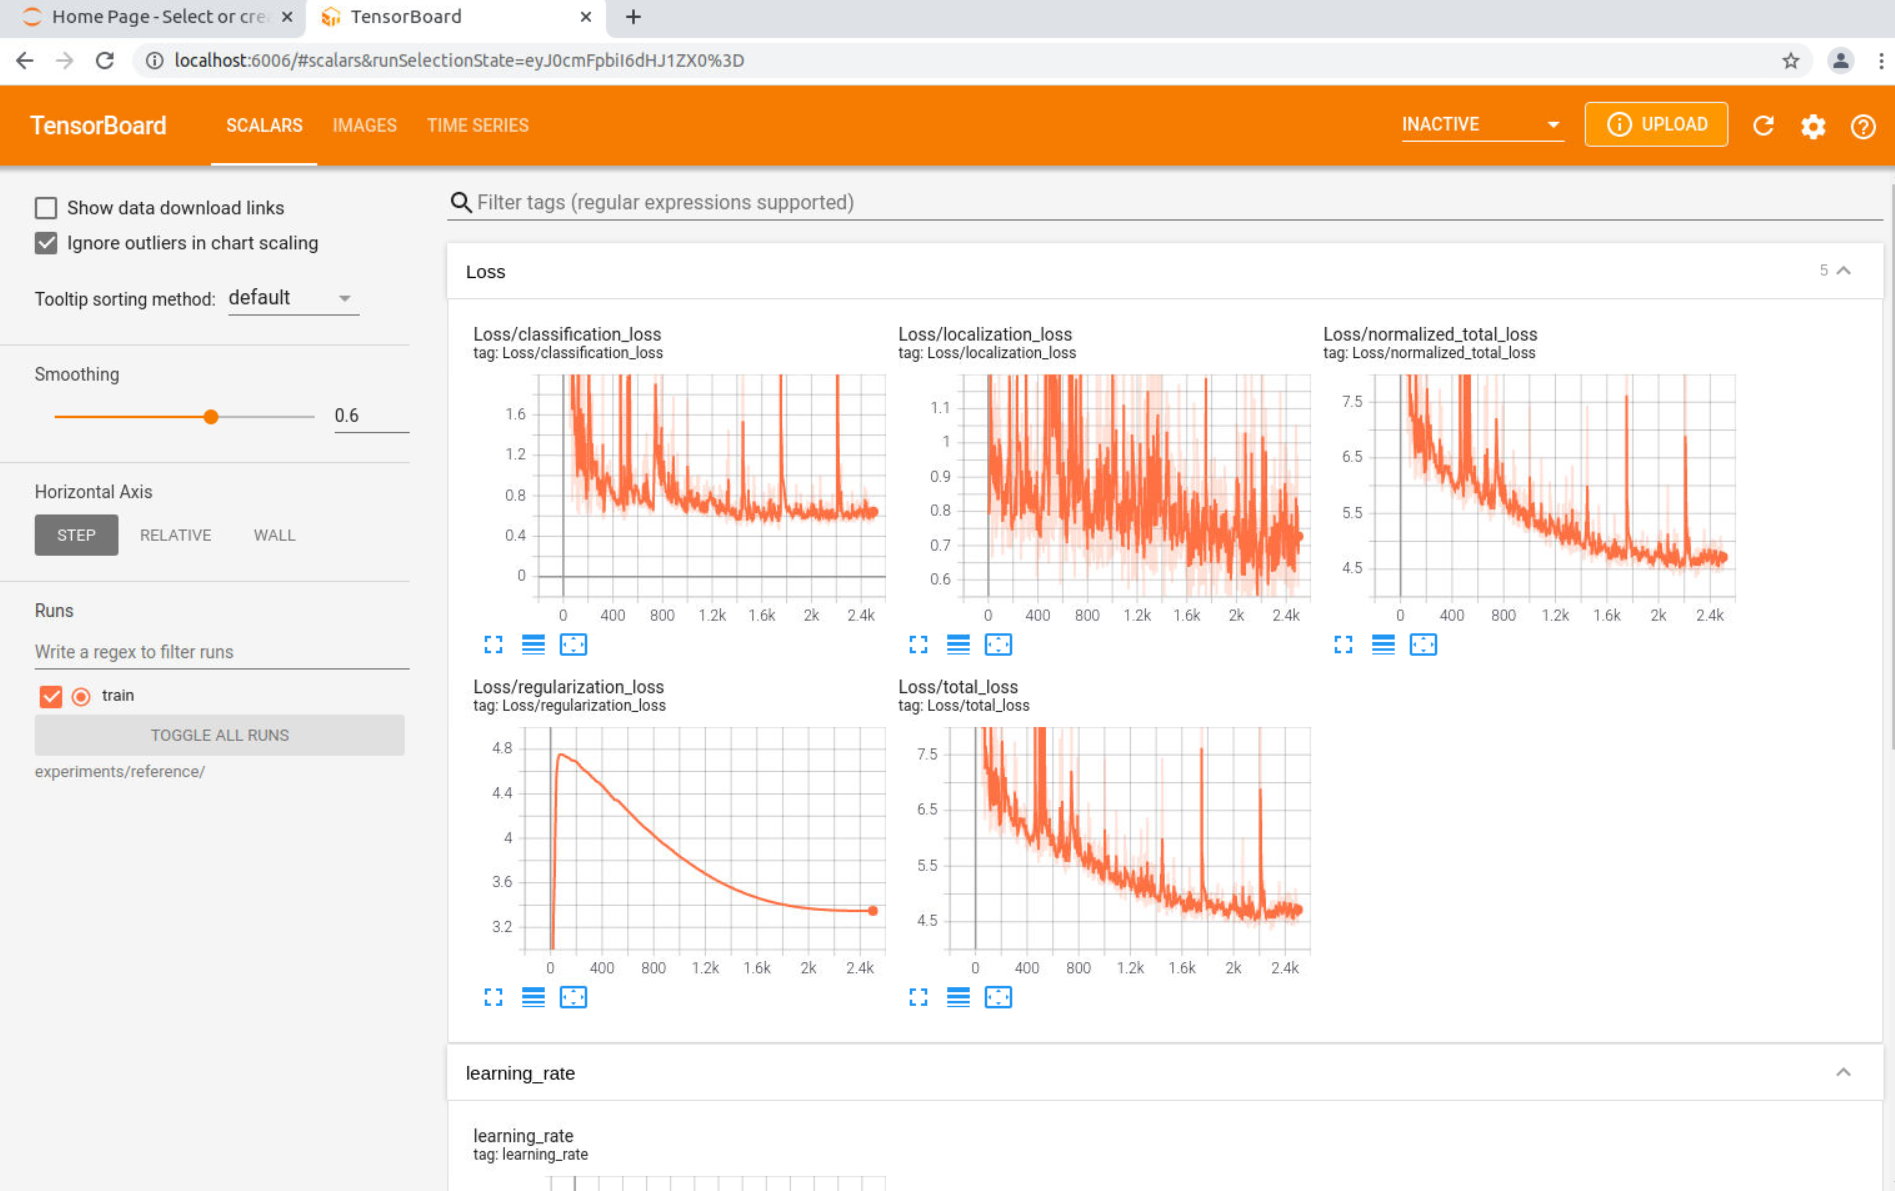 Home Page - Select or cre
TensorBoard
localhost:6006/#scalars&runSelectionState=eyJ0cmFpbiI6dHJ1ZX0%3D
TensorBoard
SCALARS
IMAGES
TIME SERIES
INACTIVE
UPLOAD
Show data download links
Ignore outliers in chart scaling
Tooltip sorting method: default
Smoothing
0.6
Horizontal Axis
STEP
RELATIVE
WALL
Runs
Write a regex to filter runs
train
TOGGLE ALL RUNS
experiments/reference/
Filter tags (regular expressions supported)
Loss
5
Loss/classification_loss
tag: Loss/classification_loss
1.6
1.2
0.8
0.4
0
0 400 800 1.2k 1.6k 2k 2.4k
Loss/localization_loss
tag: Loss/localization_loss
1.1
1
0.9
0.8
0.7
0.6
0 400 800 1.2k 1.6k 2k 2.4k
Loss/normalized_total_loss
tag: Loss/normalized_total_loss
7.5
6.5
5.5
4.5
0 400 800 1.2k 1.6k 2k 2.4k
Loss/regularization_loss
tag: Loss/regularization_loss
4.8
4.4
4
3.6
3.2
0 400 800 1.2k 1.6k 2k 2.4k
Loss/total_loss
tag: Loss/total_loss
7.5
6.5
5.5
4.5
0 400 800 1.2k 1.6k 2k 2.4k
learning_rate
learning_rate
tag: learning_rate